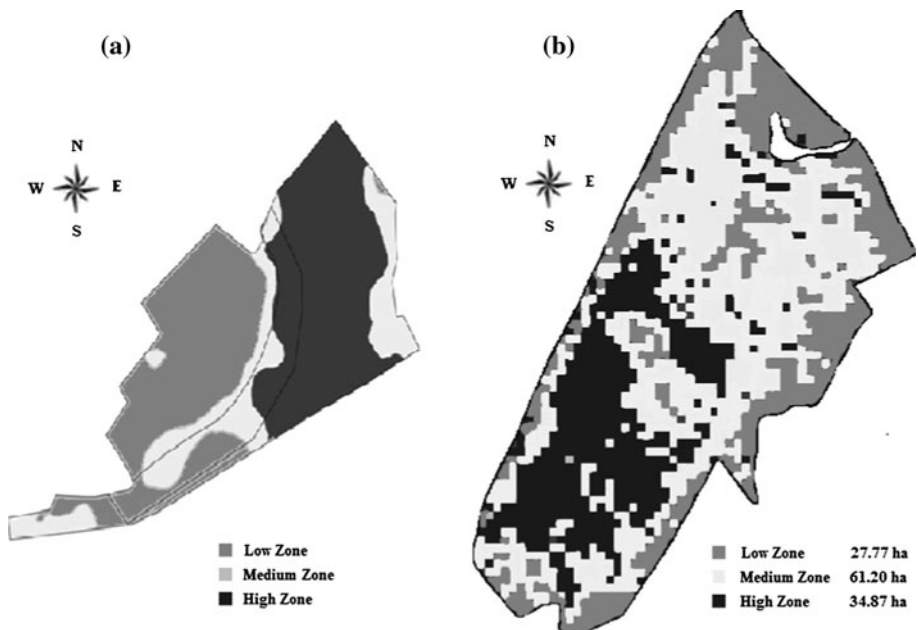 (a)
(b)
N
W E
S
N
W E
S
Low Zone
Medium Zone
High Zone
Low Zone 27.77 ha
Medium Zone 61.20 ha
High Zone 34.87 ha